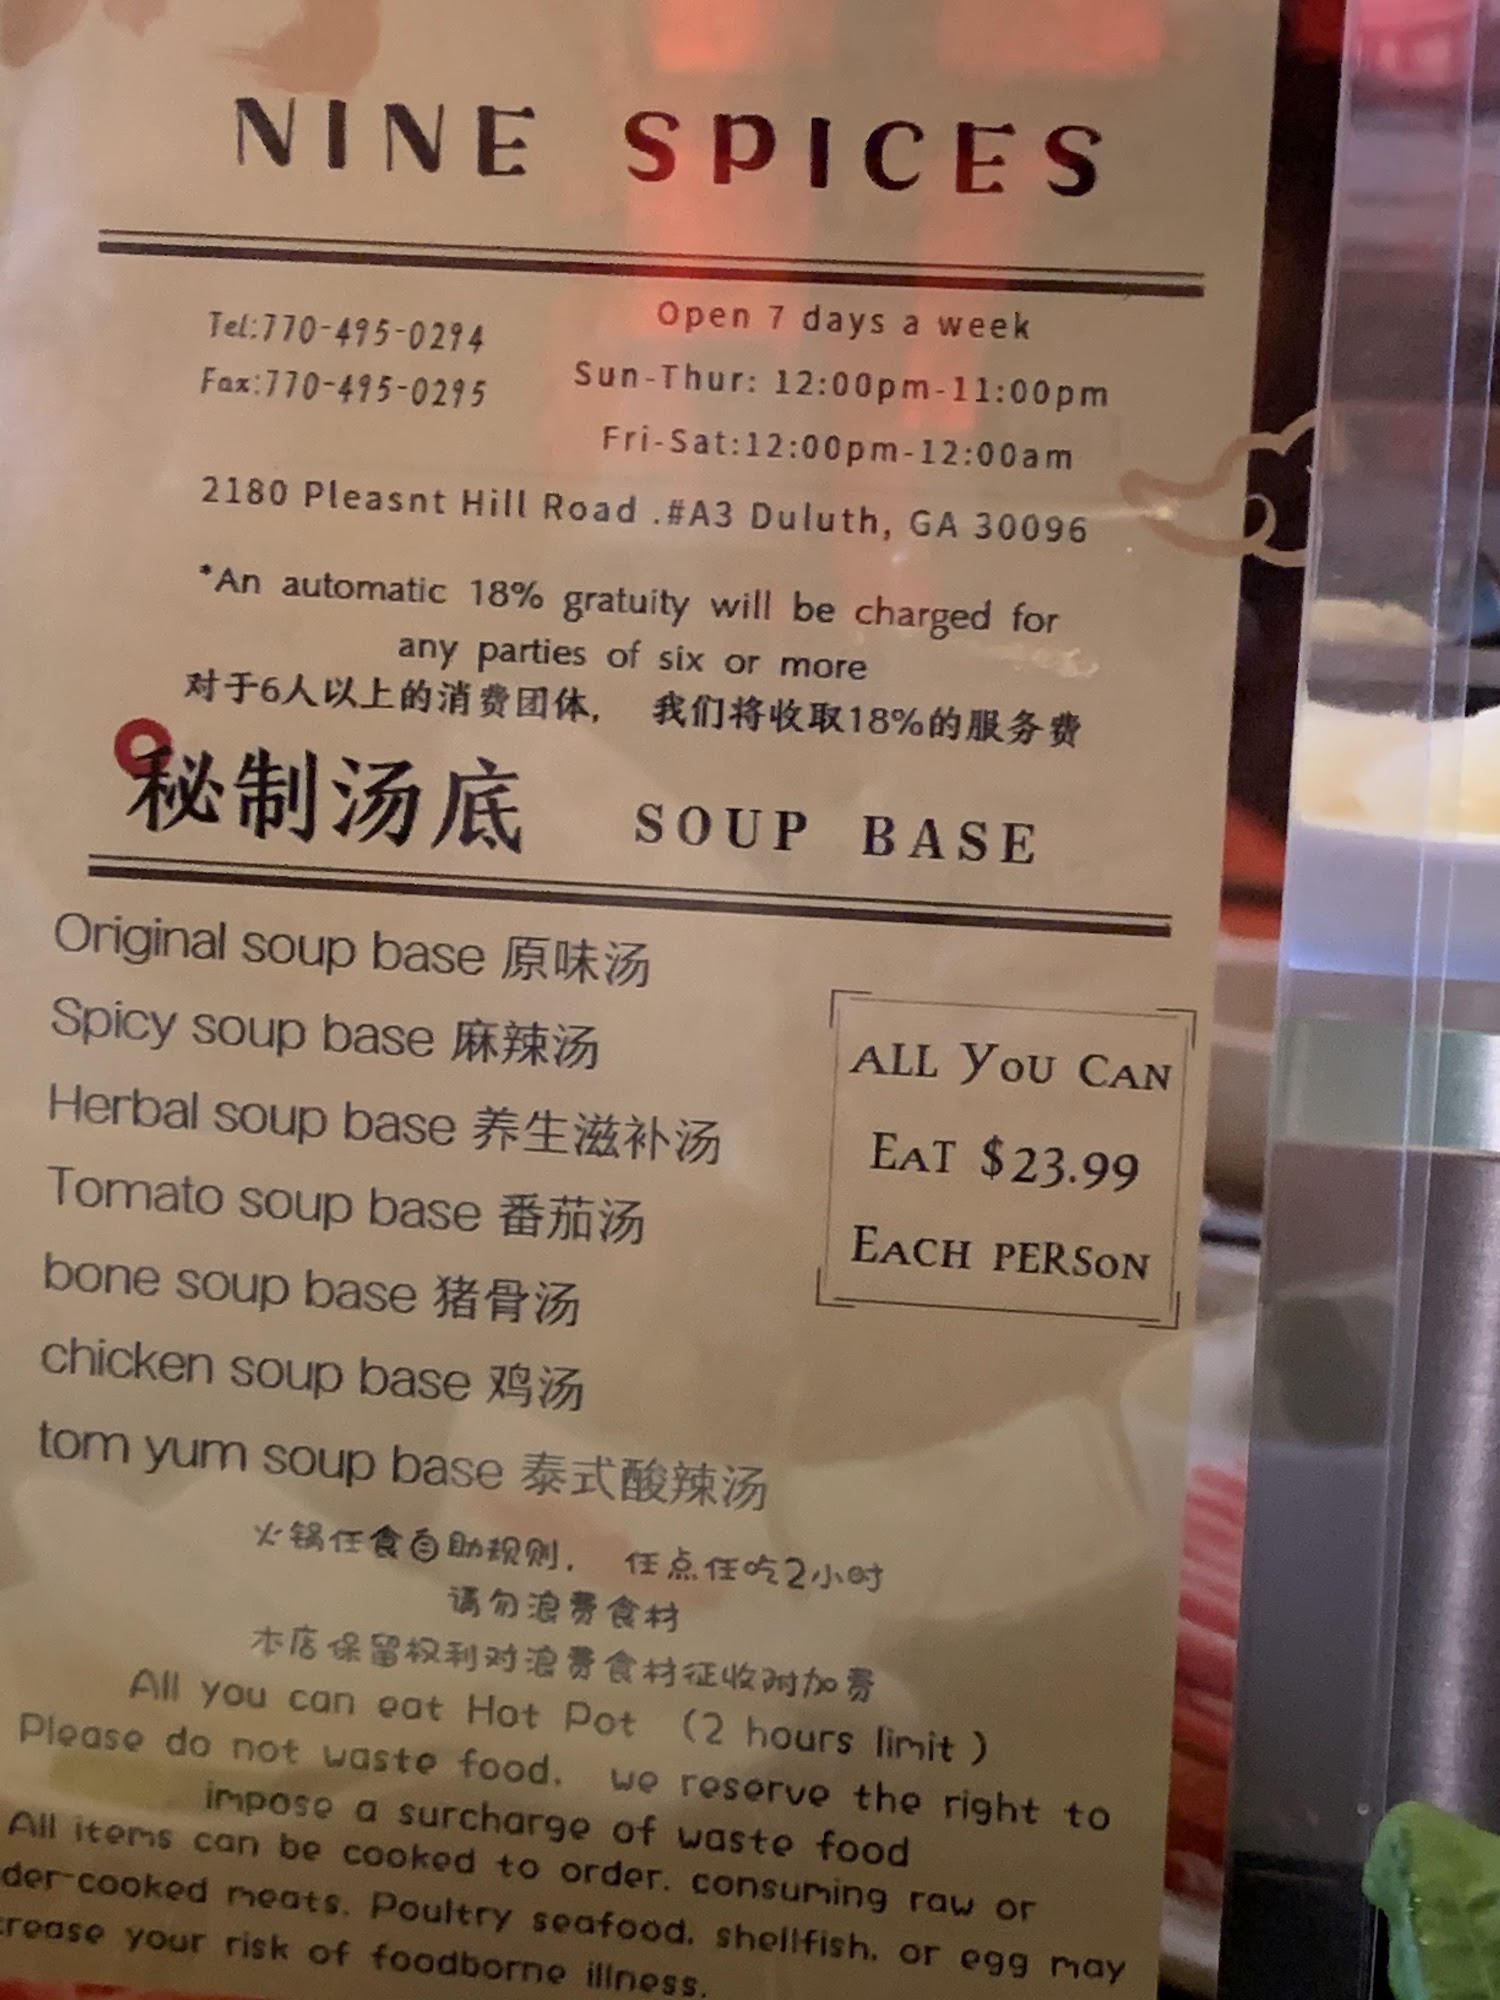 NINE SPICES
Tel:770-495-0294
Fax:770-495-0295
Open 7 days a week
Sun-Thur: 12:00pm-11:00pm
Fri-Sat:12:00pm-12:00am
2180 Pleasnt Hill Road .#A3 Duluth, GA 30096
*An automatic 18% gratuity will be charged for
any parties of six or more
对于6人以上的消费团体, 我们将收取18%的服务费
秘制汤底 SOUP BASE
Original soup base 原味汤
Spicy soup base 麻辣汤
Herbal soup base 养生滋补汤
Tomato soup base 番茄汤
bone soup base 猪骨汤
chicken soup base 鸡汤
tom yum soup base 泰式酸辣汤
ALL YOU CAN
EAT $23.99
EACH PERSON
火锅任食自助规则. 任点任吃2小时
请勿浪费食材
本店保留权利对浪费食材征收附加费
All you can eat Hot Pot (2 hours limit )
Please do not waste food. we reserve the right to
impose a surcharge of waste food
All items can be cooked to order. consuming raw or
der-cooked meats. Poultry seafood. shellfish. or egg may
crease your risk of foodborne illness.